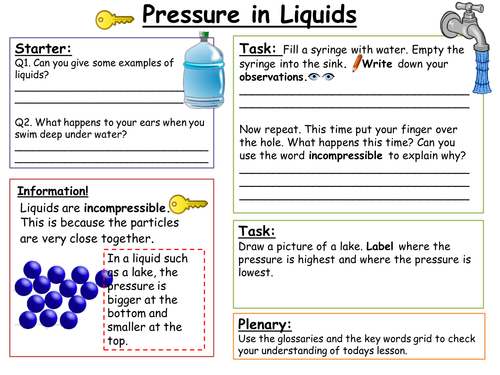 Pressure in Liquids
Starter:
Q1. Can you give some examples of
liquids?
Q2. What happens to your ears when you
swim deep under water?
Information!
Liquids are incompressible.
This is because the particles
are very close together.
In a liquid such
as a lake, the
pressure is
bigger at the
bottom and
smaller at the
top.
Task: Fill a syringe with water. Empty the
syringe into the sink. Write down your
observations.
Now repeat. This time put your finger over
the hole. What happens this time? Can you
use the word incompressible to explain why?
Task:
Draw a picture of a lake. Label where the
pressure is highest and where the pressure is
lowest.
Plenary:
Use the glossaries and the key words grid to check
your understanding of todays lesson.